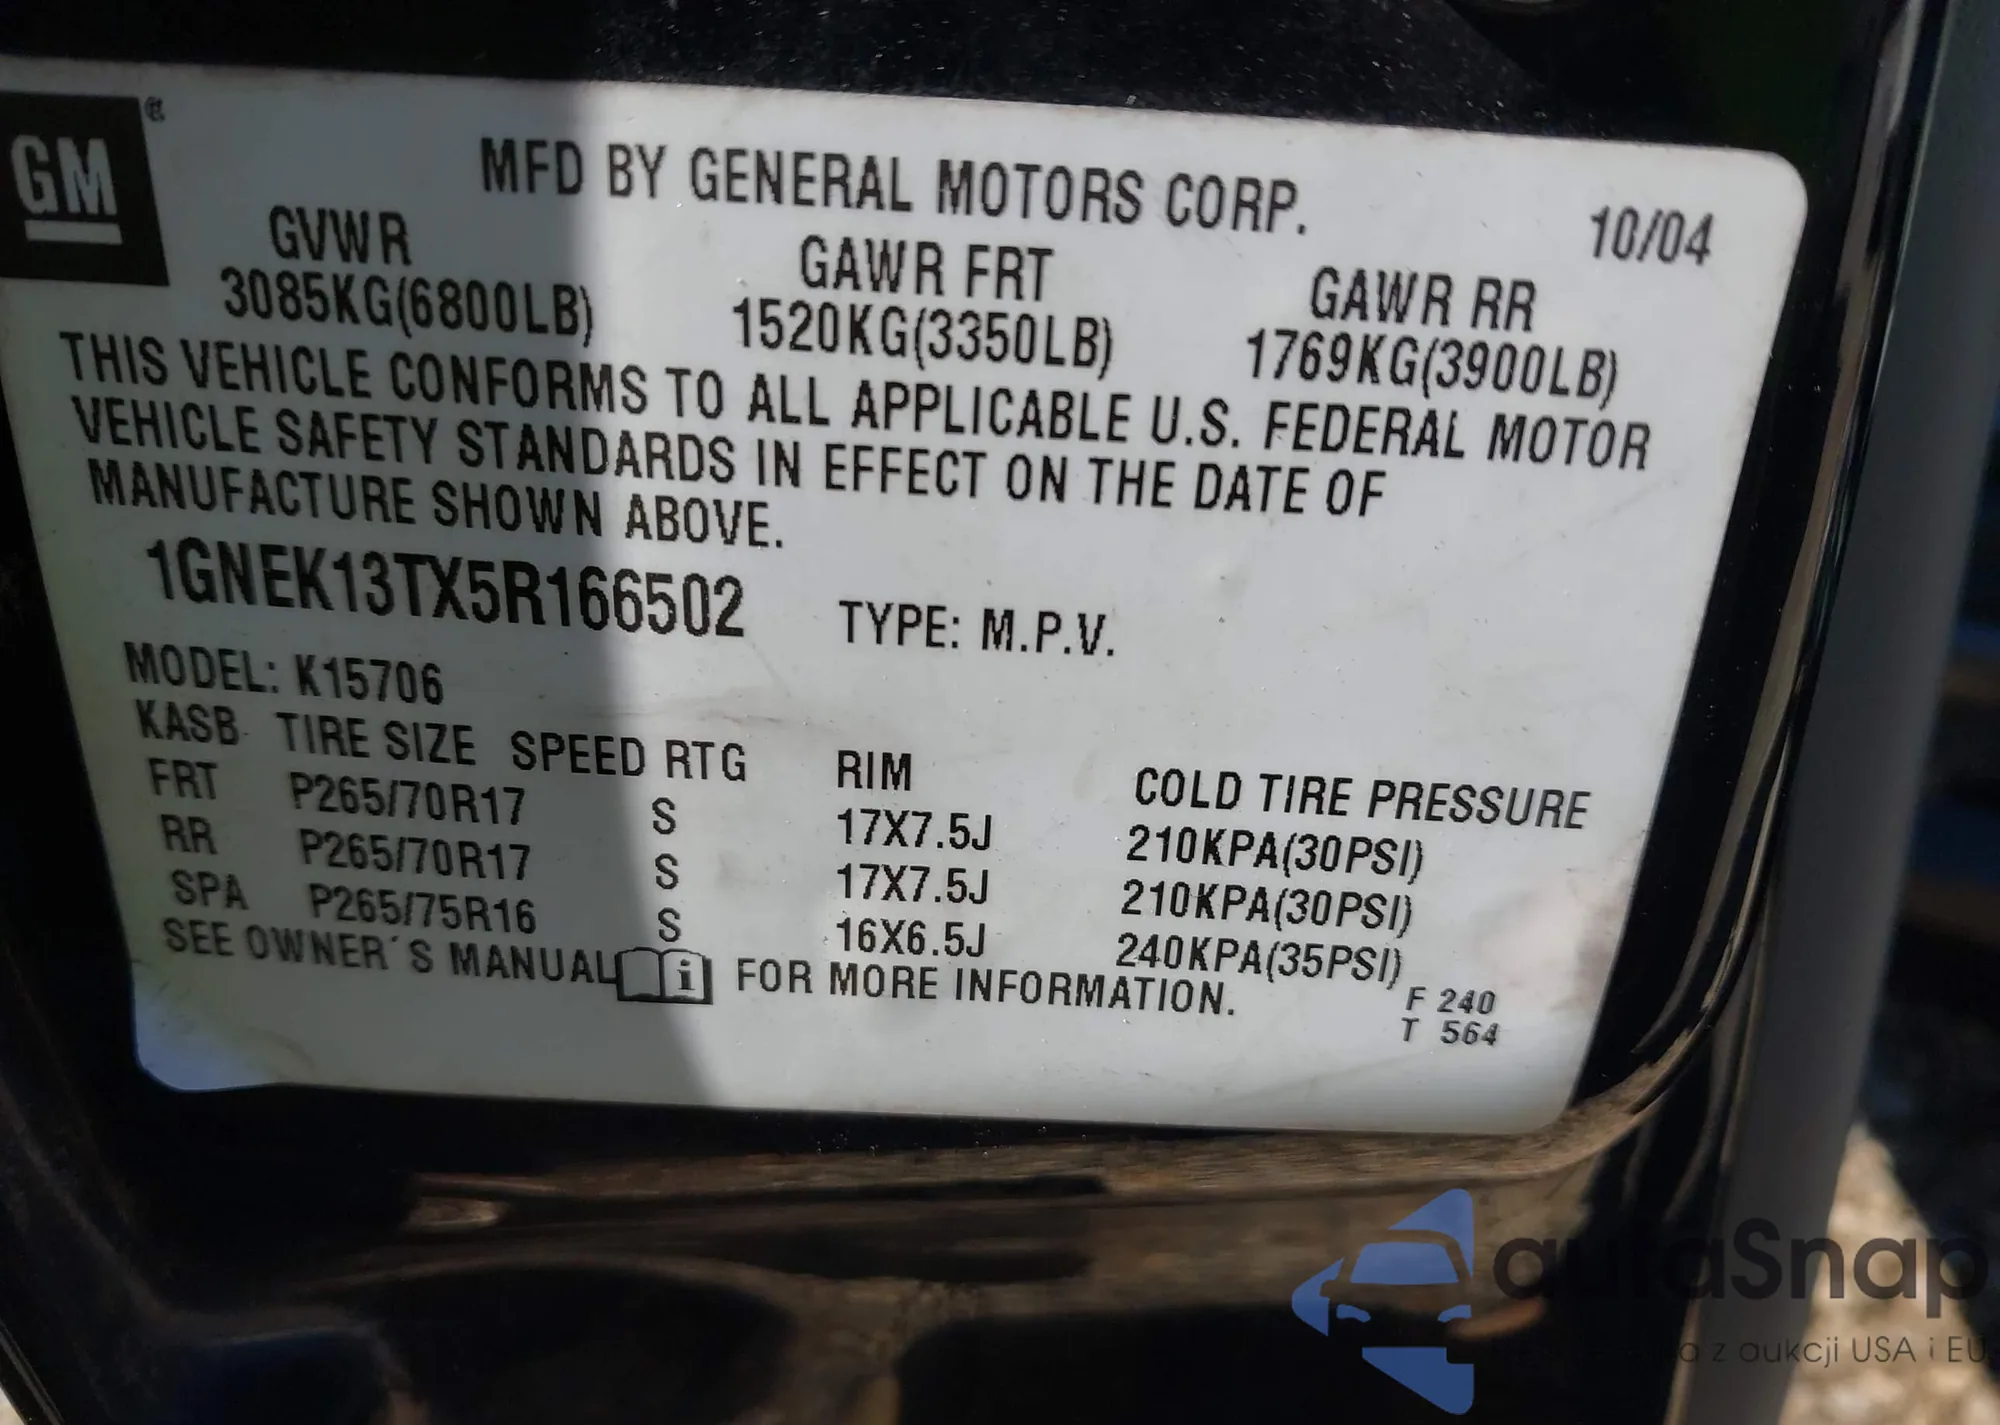 GM®
MFD BY GENERAL MOTORS CORP.
10/04
GVWR GAWR FRT GAWR RR
3085KG(6800LB) 1520KG(3350LB) 1769KG(3900LB)
THIS VEHICLE CONFORMS TO ALL APPLICABLE U.S. FEDERAL MOTOR
VEHICLE SAFETY STANDARDS IN EFFECT ON THE DATE OF
MANUFACTURE SHOWN ABOVE.
1GNEK13TX5R166502 TYPE: M.P.V.
MODEL: K15706
KASB TIRE SIZE SPEED RTG RIM COLD TIRE PRESSURE
FRT P265/70R17 S 17X7.5J 210KPA(30PSI)
RR P265/70R17 S 17X7.5J 210KPA(30PSI)
SPA P265/75R16 S 16X6.5J 240KPA(35PSI)
SEE OWNER´S MANUAL i FOR MORE INFORMATION.
F 240
T 564
autaSnap
z aukcji USA i EU